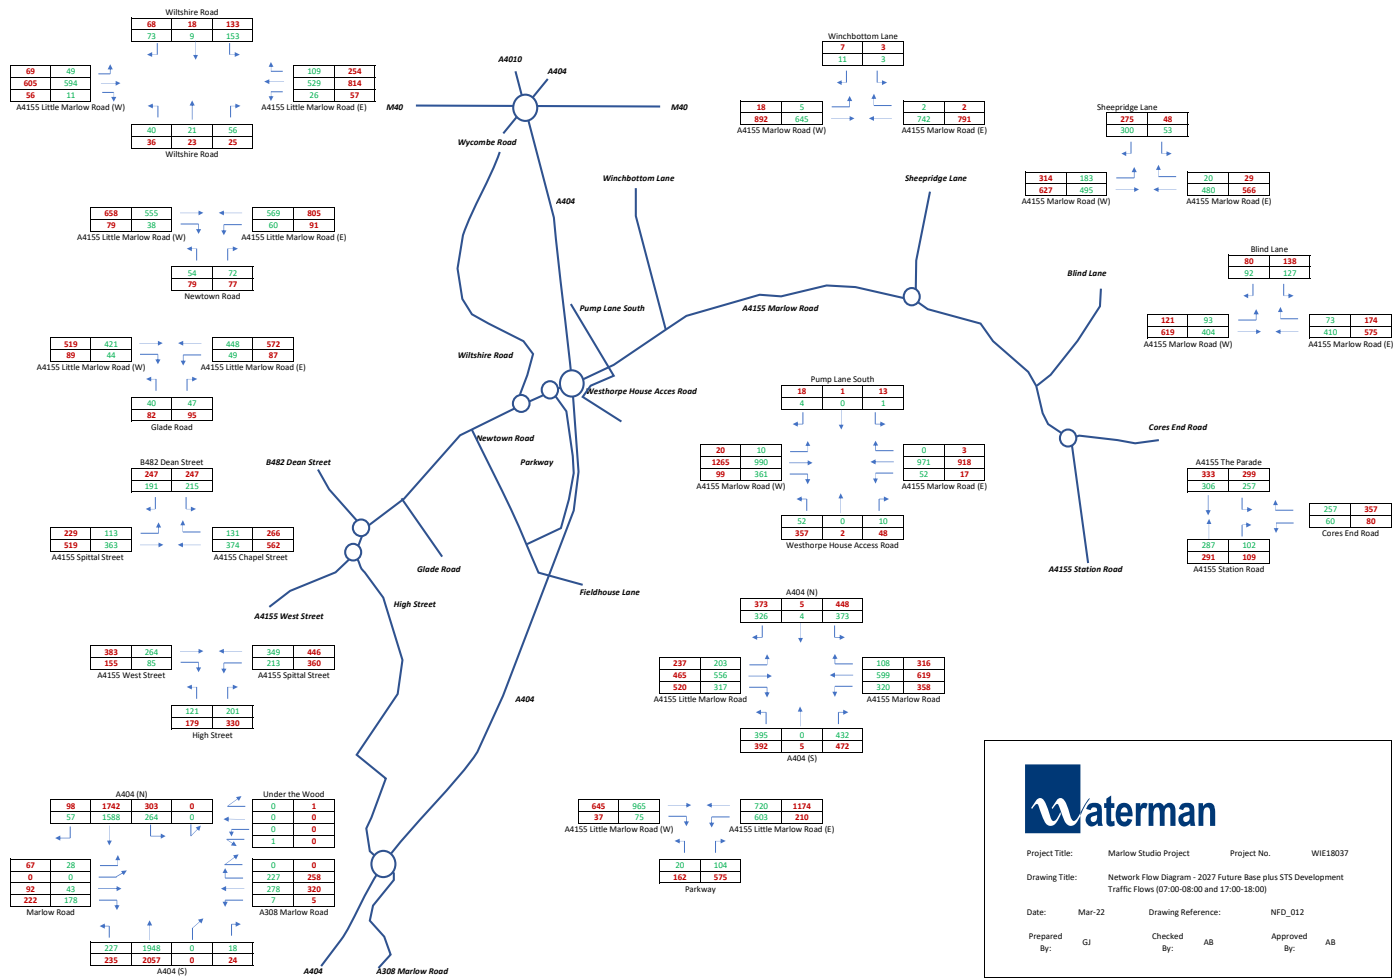 Wiltshire Road
68 18 133
73 9 153
69 49
605 594
56 11
A4155 Little Marlow Road (W)
109 254
529 814
26 57
A4155 Little Marlow Road (E)
40 21 56
36 23 25
Wiltshire Road
658 555
79 38
A4155 Little Marlow Road (W)
569 805
60 91
A4155 Little Marlow Road (E)
54 72
79 77
Newtown Road
519 421
89 44
A4155 Little Marlow Road (W)
448 572
49 87
A4155 Little Marlow Road (E)
40 47
82 95
Glade Road
B482 Dean Street
247 247
191 215
229 113
519 363
A4155 Spittal Street
131 266
374 562
A4155 Chapel Street
383 264
155 85
A4155 West Street
349 446
213 360
A4155 Spittal Street
121 201
179 330
High Street
A404 (N)
98 1742 303 0
57 1588 264 0
Under the Wood
0 1
0 0
0 0
1 0
67 28
0 0
92 43
222 178
Marlow Road
0 0
227 258
278 320
7 5
A308 Marlow Road
227 1948 0 18
235 2057 0 24
A404 (S)
A4010
A404
M40
M40
Wycombe Road
A404
Winchbottom Lane
Pump Lane South
A4155 Marlow Road
Sheepridge Lane
Blind Lane
Wiltshire Road
Westhorpe House Acces Road
Newtown Road
Parkway
B482 Dean Street
Glade Road
Fieldhouse Lane
A4155 West Street
High Street
A404
Cores End Road
A4155 Station Road
A404
A308 Marlow Road
Winchbottom Lane
7 3
11 3
18 5
892 645
A4155 Marlow Road (W)
2 2
742 791
A4155 Marlow Road (E)
Sheepridge Lane
275 48
300 53
314 183
627 495
A4155 Marlow Road (W)
20 29
480 566
A4155 Marlow Road (E)
Blind Lane
80 138
92 127
121 93
619 404
A4155 Marlow Road (W)
73 174
410 575
A4155 Marlow Road (E)
Pump Lane South
18 1 13
4 0 1
20 10
1265 990
99 361
A4155 Marlow Road (W)
0 3
971 918
52 17
A4155 Marlow Road (E)
52 0 10
357 2 48
Westhorpe House Access Road
A4155 The Parade
333 299
306 257
257 357
60 80
Cores End Road
287 102
291 109
A4155 Station Road
A404 (N)
373 5 448
326 4 373
237 203
465 556
520 317
A4155 Little Marlow Road
108 316
599 619
320 358
A4155 Marlow Road
395 0 432
392 5 472
A404 (S)
645 965
37 75
A4155 Little Marlow Road (W)
720 1174
603 210
A4155 Little Marlow Road (E)
20 104
162 575
Parkway
Waterman
Project Title: Marlow Studio Project Project No. WIE18037
Drawing Title: Network Flow Diagram - 2027 Future Base plus STS Development
Traffic Flows (07:00-08:00 and 17:00-18:00)
Date: Mar-22 Drawing Reference: NFD_012
Prepared By: GJ Checked By: AB Approved By: AB